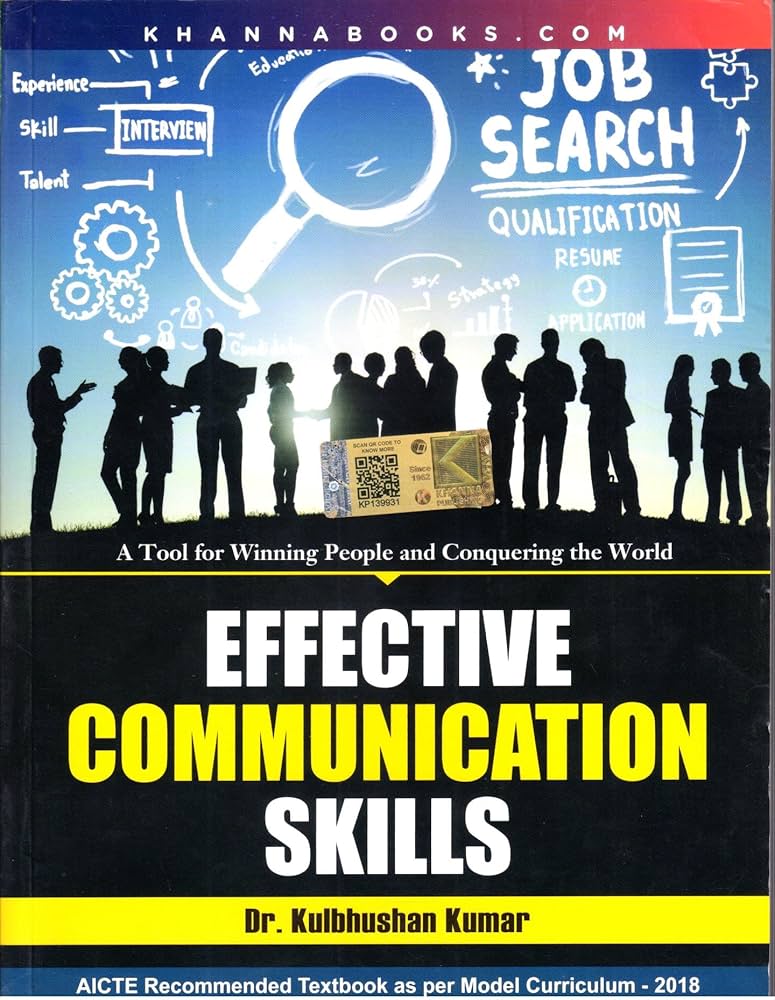 KHANNABOOKS.COM
Experience
Skill
INTERVIEW
Talent
JOB
SEARCH
QUALIFICATION
RESUME
APPLICATION
Strategy
SCAN QR CODE TO
KNOW MORE
KP139931
Since
1962
K
KHANNA
A Tool for Winning People and Conquering the World
EFFECTIVE
COMMUNICATION
SKILLS
Dr. Kulbhushan Kumar
AICTE Recommended Textbook as per Model Curriculum - 2018